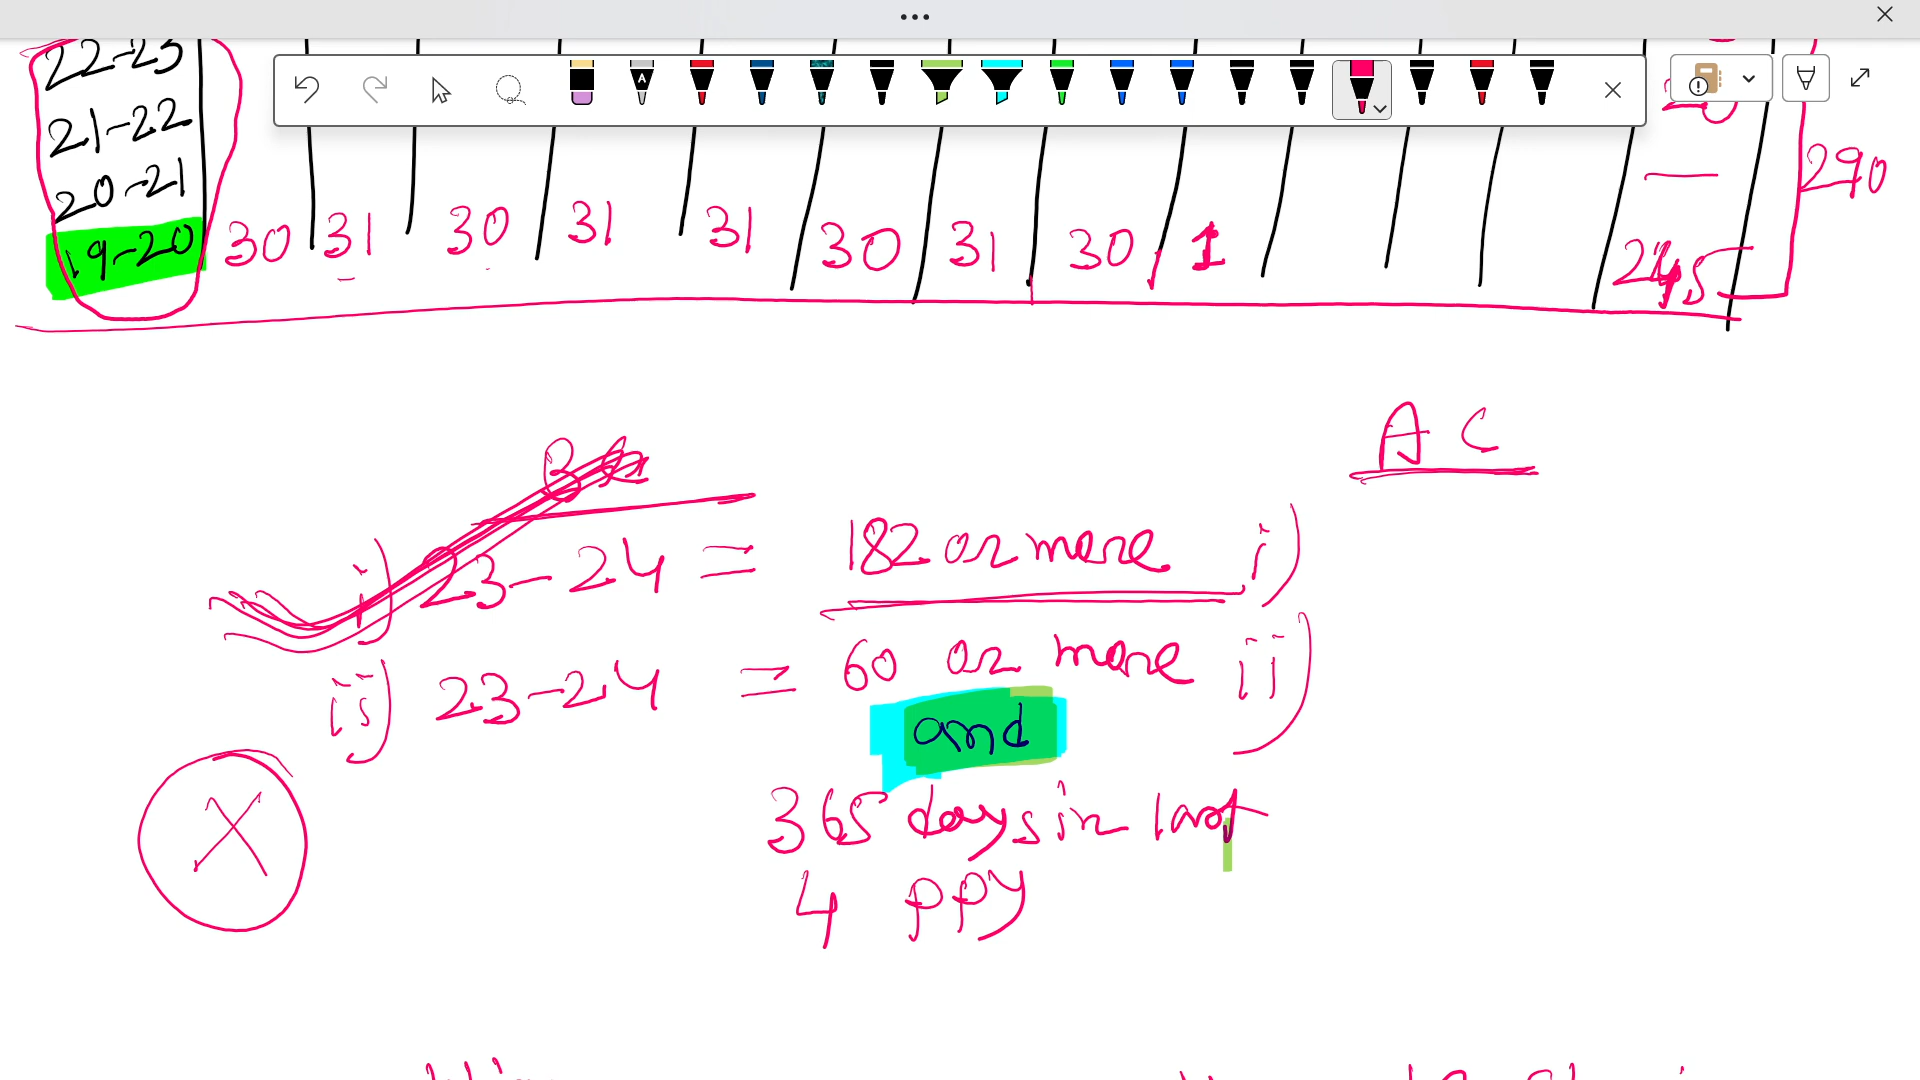 22-23
21-22
20-21
290
19-20 30 31 30 31 31 30 31 30 1 245
A C
i) 23-24 = 182 or more i)
ii) 23-24 = 60 or more ii)
and
X
365 days in last
4 PPY